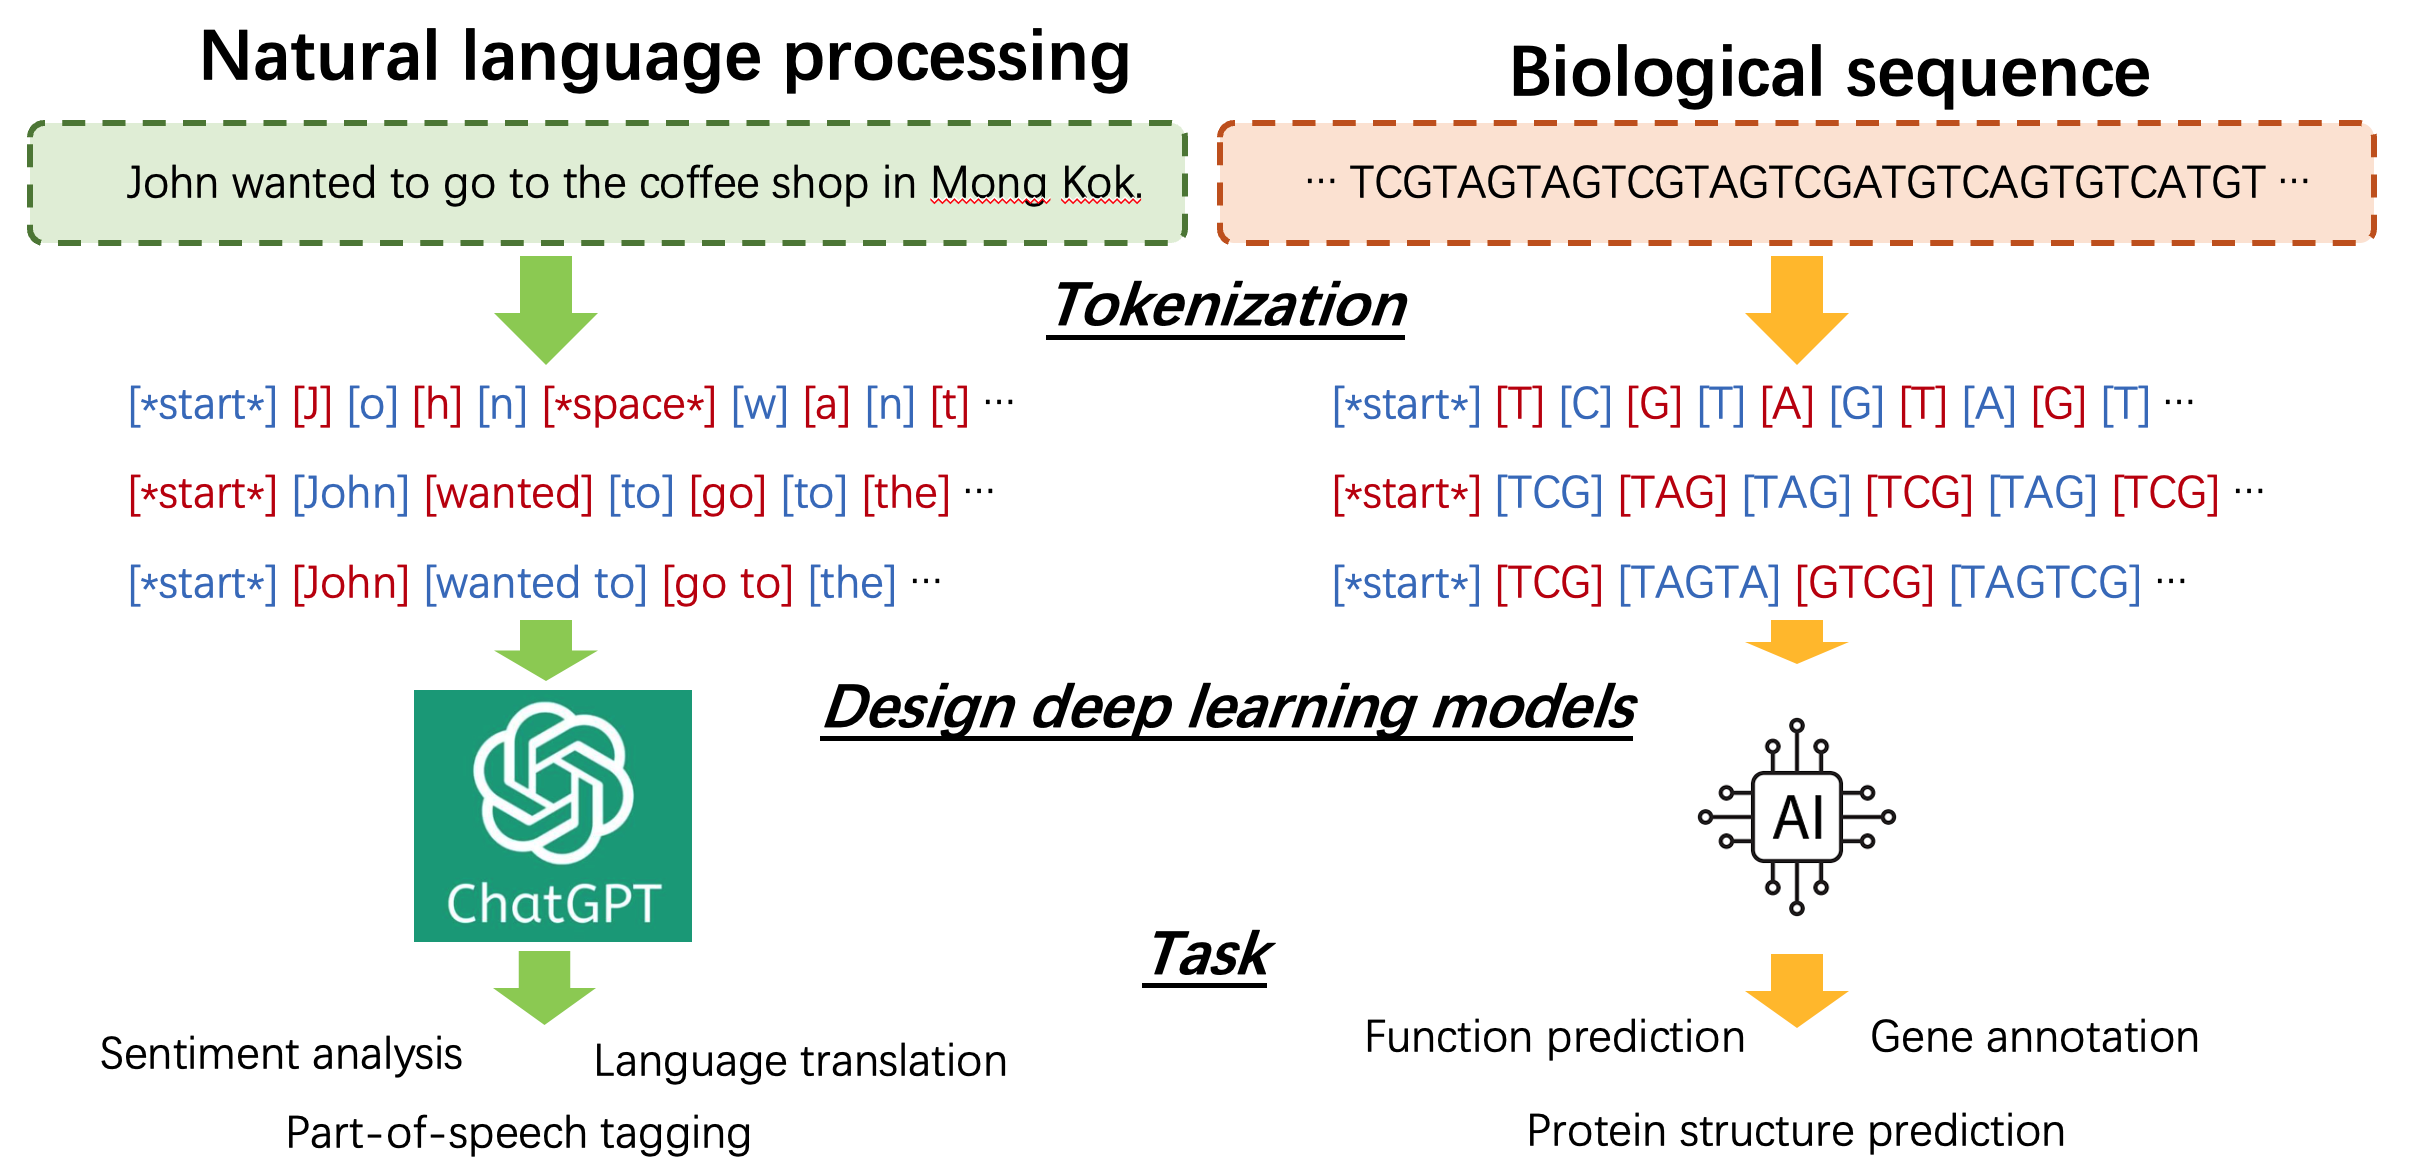 Natural language processing
Biological sequence
John wanted to go to the coffee shop in Mong Kok.
··· TCGTAGTAGTCGTAGTCGATGTCAGTGTCATGT ···
Tokenization
[*start*] [J] [o] [h] [n] [*space*] [w] [a] [n] [t] ···
[*start*] [T] [C] [G] [T] [A] [G] [T] [A] [G] [T] ···
[*start*] [John] [wanted] [to] [go] [to] [the] ···
[*start*] [TCG] [TAG] [TAG] [TCG] [TAG] [TCG] ···
[*start*] [John] [wanted to] [go to] [the] ···
[*start*] [TCG] [TAGTA] [GTCG] [TAGTCG] ···
Design deep learning models
ChatGPT
AI
Task
Sentiment analysis
Language translation
Part-of-speech tagging
Function prediction
Gene annotation
Protein structure prediction